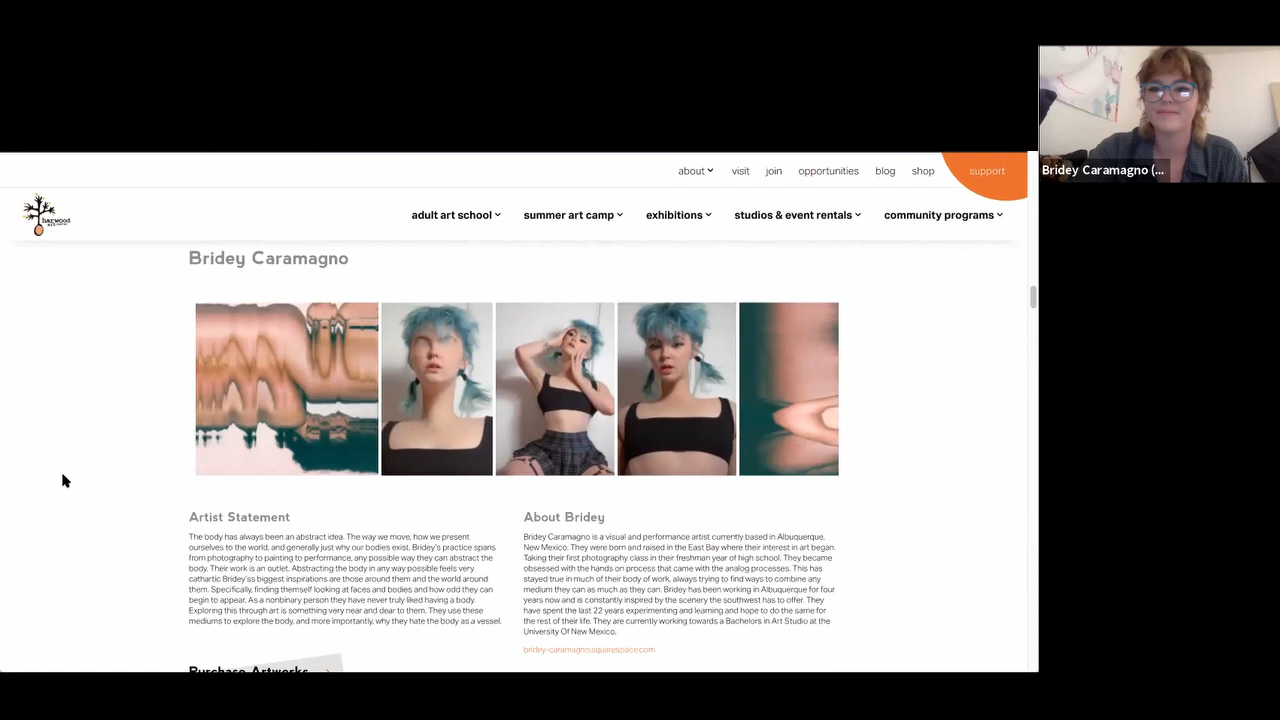 about visit join opportunities blog shop support
harwood
adult art school summer art camp exhibitions studios & event rentals community programs
Bridey Caramagno (...
Bridey Caramagno
Artist Statement
The body has always been an abstract idea. The way we move, how we present
ourselves to the world, and generally just why our bodies exist. Bridey's practice spans
from photography to painting to performance, any possible way they can abstract the
body. Their work is an outlet. Abstracting the body in any way possible feels very
cathartic Bridey's biggest inspirations are those around them and the world around
them. Specifically, finding themself looking at faces and bodies and how odd they can
begin to appear. As a nonbinary person they have never truly liked having a body.
Exploring this through art is something very near and dear to them. They use these
mediums to explore the body, and more importantly, why they hate the body as a vessel.
About Bridey
Bridey Caramagno is a visual and performance artist currently based in Albuquerque,
New Mexico. They were born and raised in the East Bay where their interest in art began.
Taking their first photography class in their freshman year of high school. They became
obsessed with the hands on process that came with the analog processes. This has
stayed true in much of their body of work, always trying to find ways to combine any
medium they can as much as they can. Bridey has been working in Albuquerque for four
years now and is constantly inspired by the scenery the southwest has to offer. They
have spent the last 22 years experimenting and learning and hope to do the same for
the rest of their life. They are currently working towards a Bachelors in Art Studio at the
University Of New Mexico.
bridey-caramagno.squarespace.com
Purchase Artworks